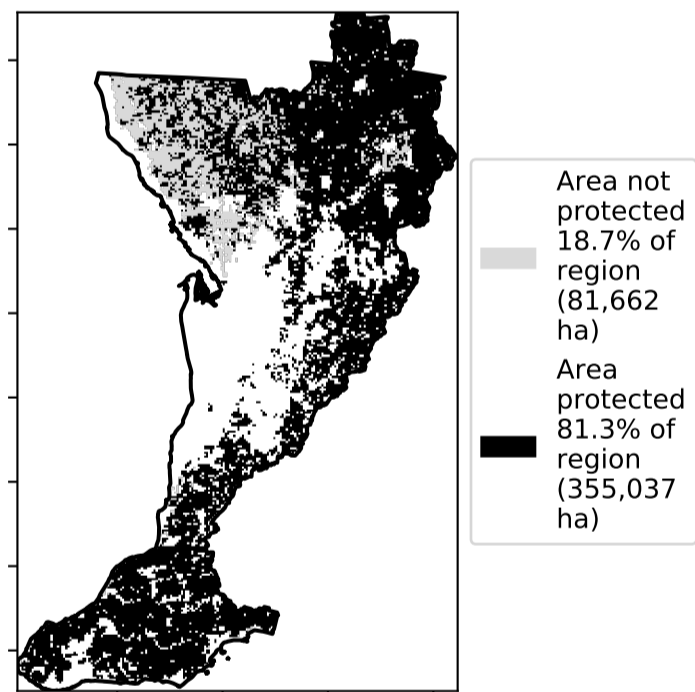 Area not
protected
18.7% of
region
(81,662
ha)
Area
protected
81.3% of
region
(355,037
ha)